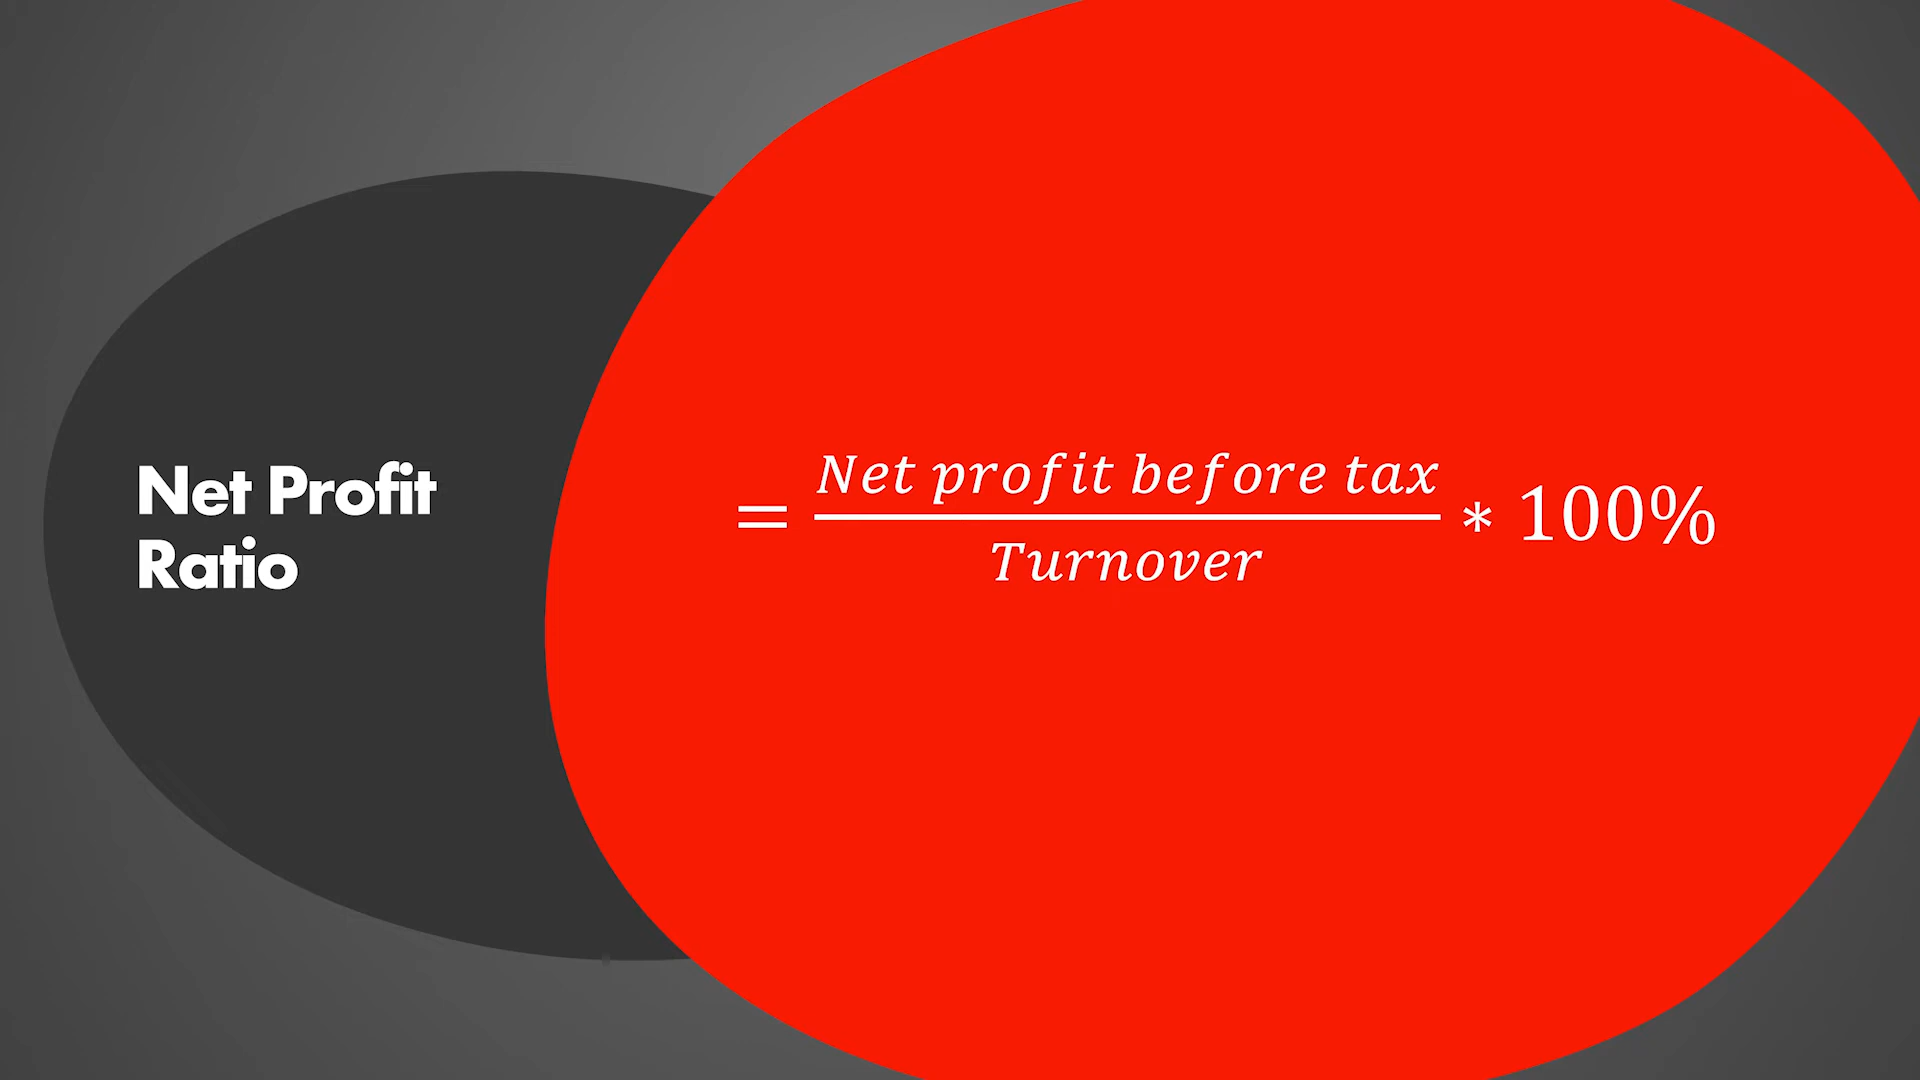 Net Profit
Ratio
= Net profit before tax / Turnover * 100%